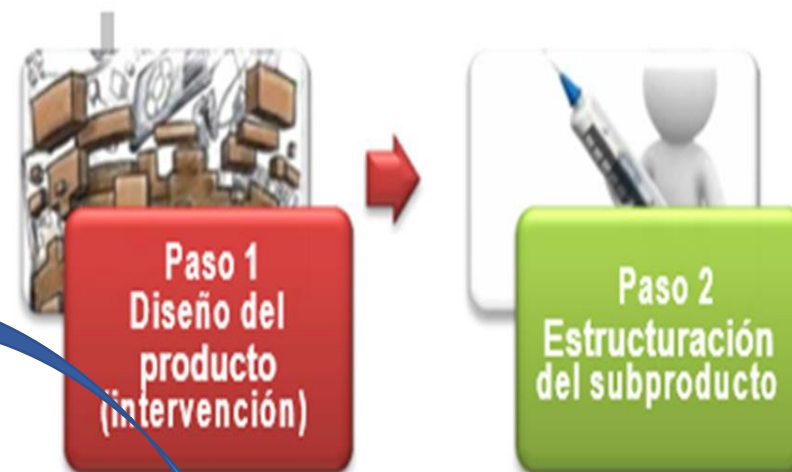 Paso 1
Diseño del
producto
(intervención)
Paso 2
Estructuración
del subproducto